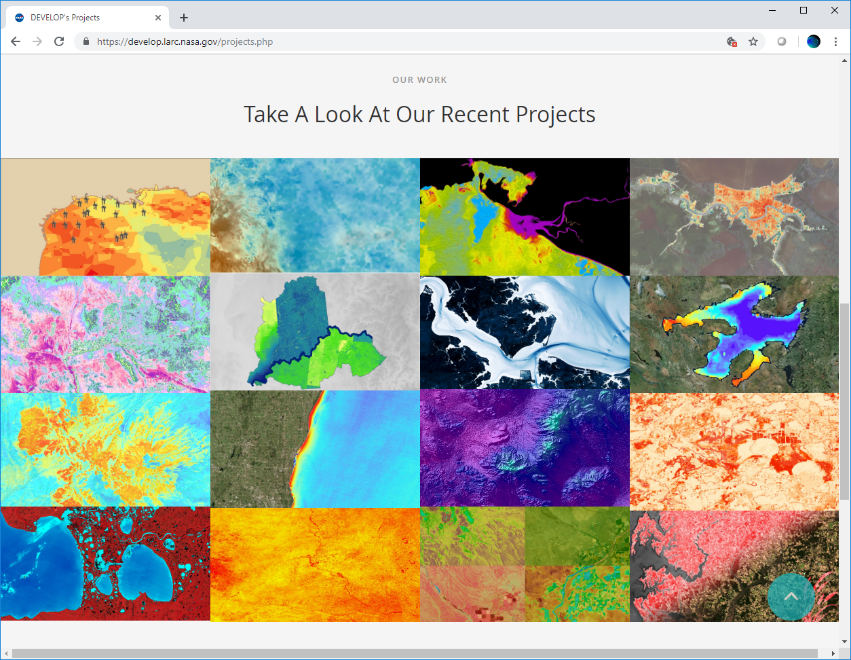 DEVELOP's Projects
https://develop.larc.nasa.gov/projects.php
OUR WORK
Take A Look At Our Recent Projects